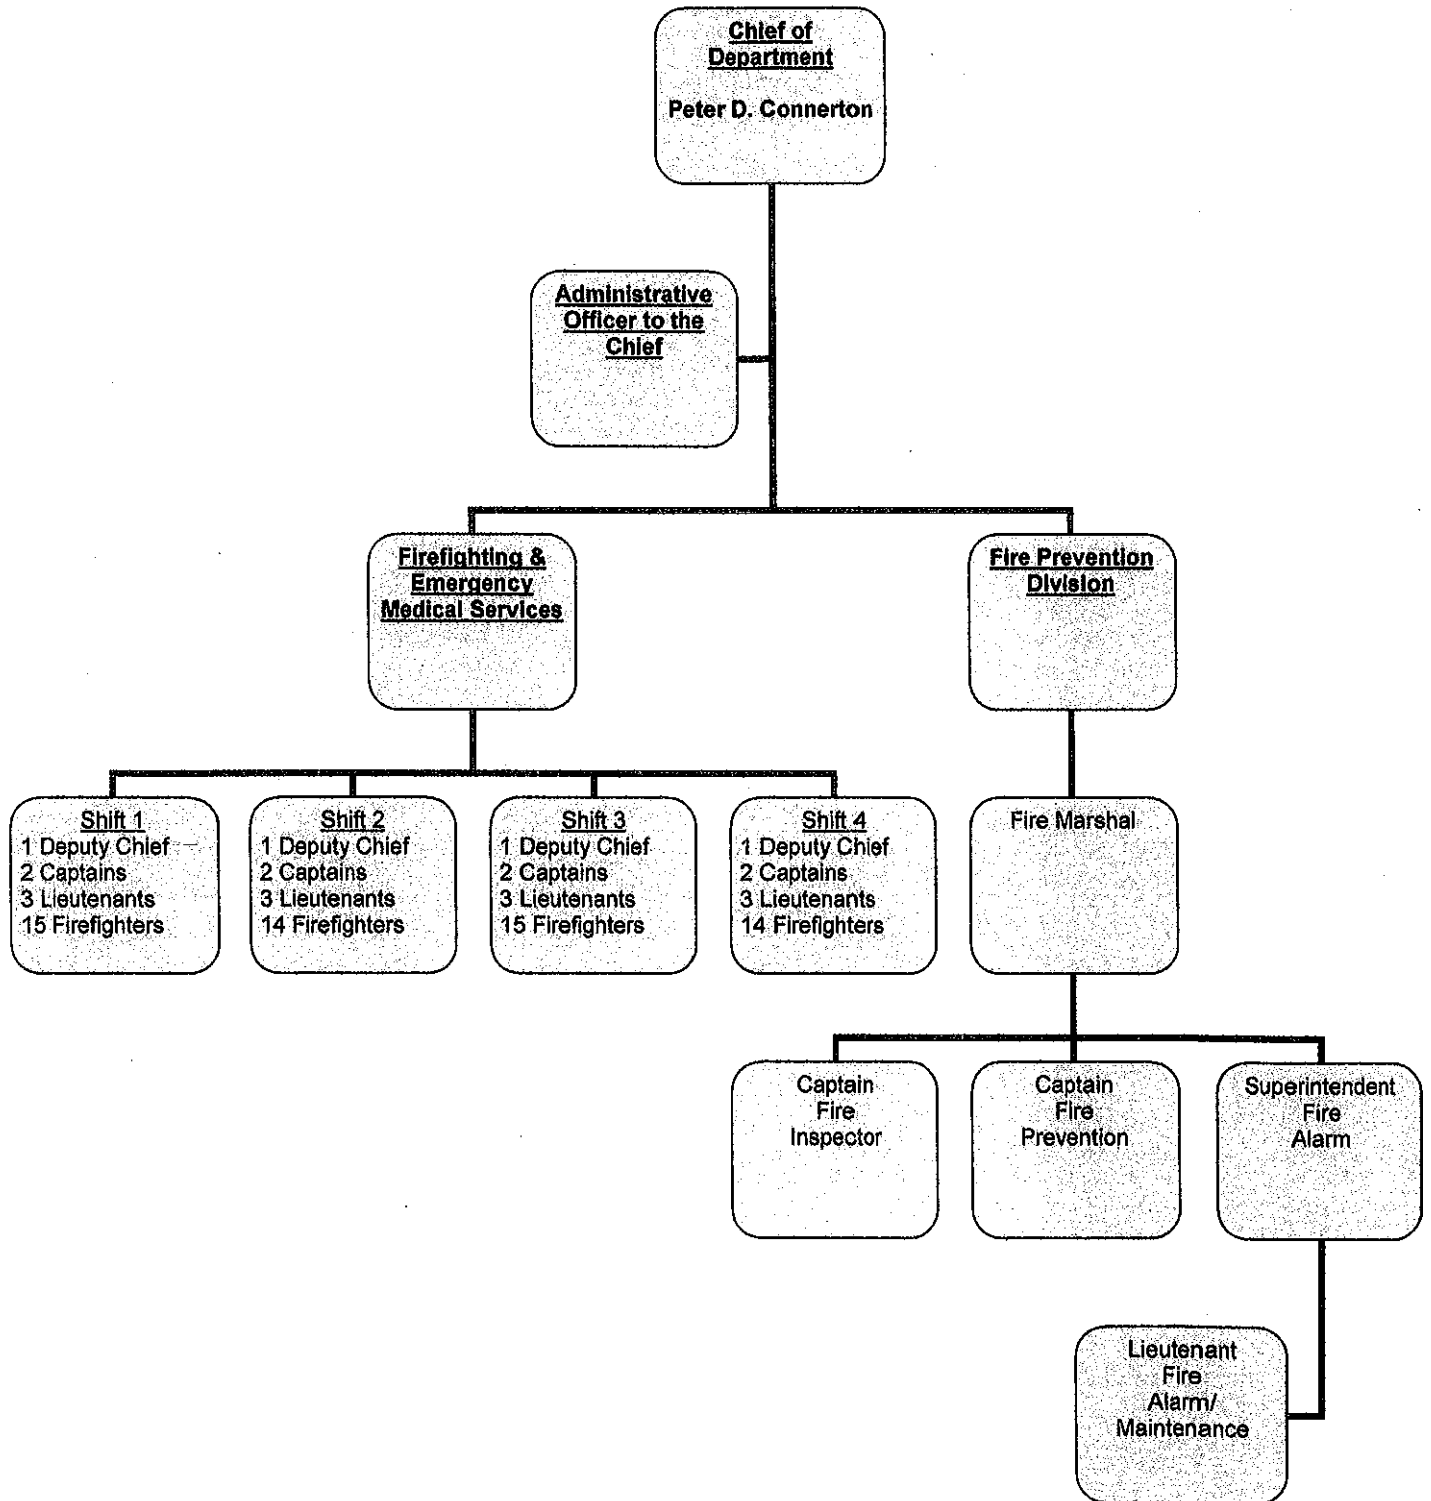 Chief of
Department
Peter D. Connerton
Administrative
Officer to the
Chief
Firefighting &
Emergency
Medical Services
Fire Prevention
Division
Shift 1
1 Deputy Chief
2 Captains
3 Lieutenants
15 Firefighters
Shift 2
1 Deputy Chief
2 Captains
3 Lieutenants
14 Firefighters
Shift 3
1 Deputy Chief
2 Captains
3 Lieutenants
15 Firefighters
Shift 4
1 Deputy Chief
2 Captains
3 Lieutenants
14 Firefighters
Fire Marshal
Captain
Fire
Inspector
Captain
Fire
Prevention
Superintendent
Fire
Alarm
Lieutenant
Fire
Alarm/
Maintenance